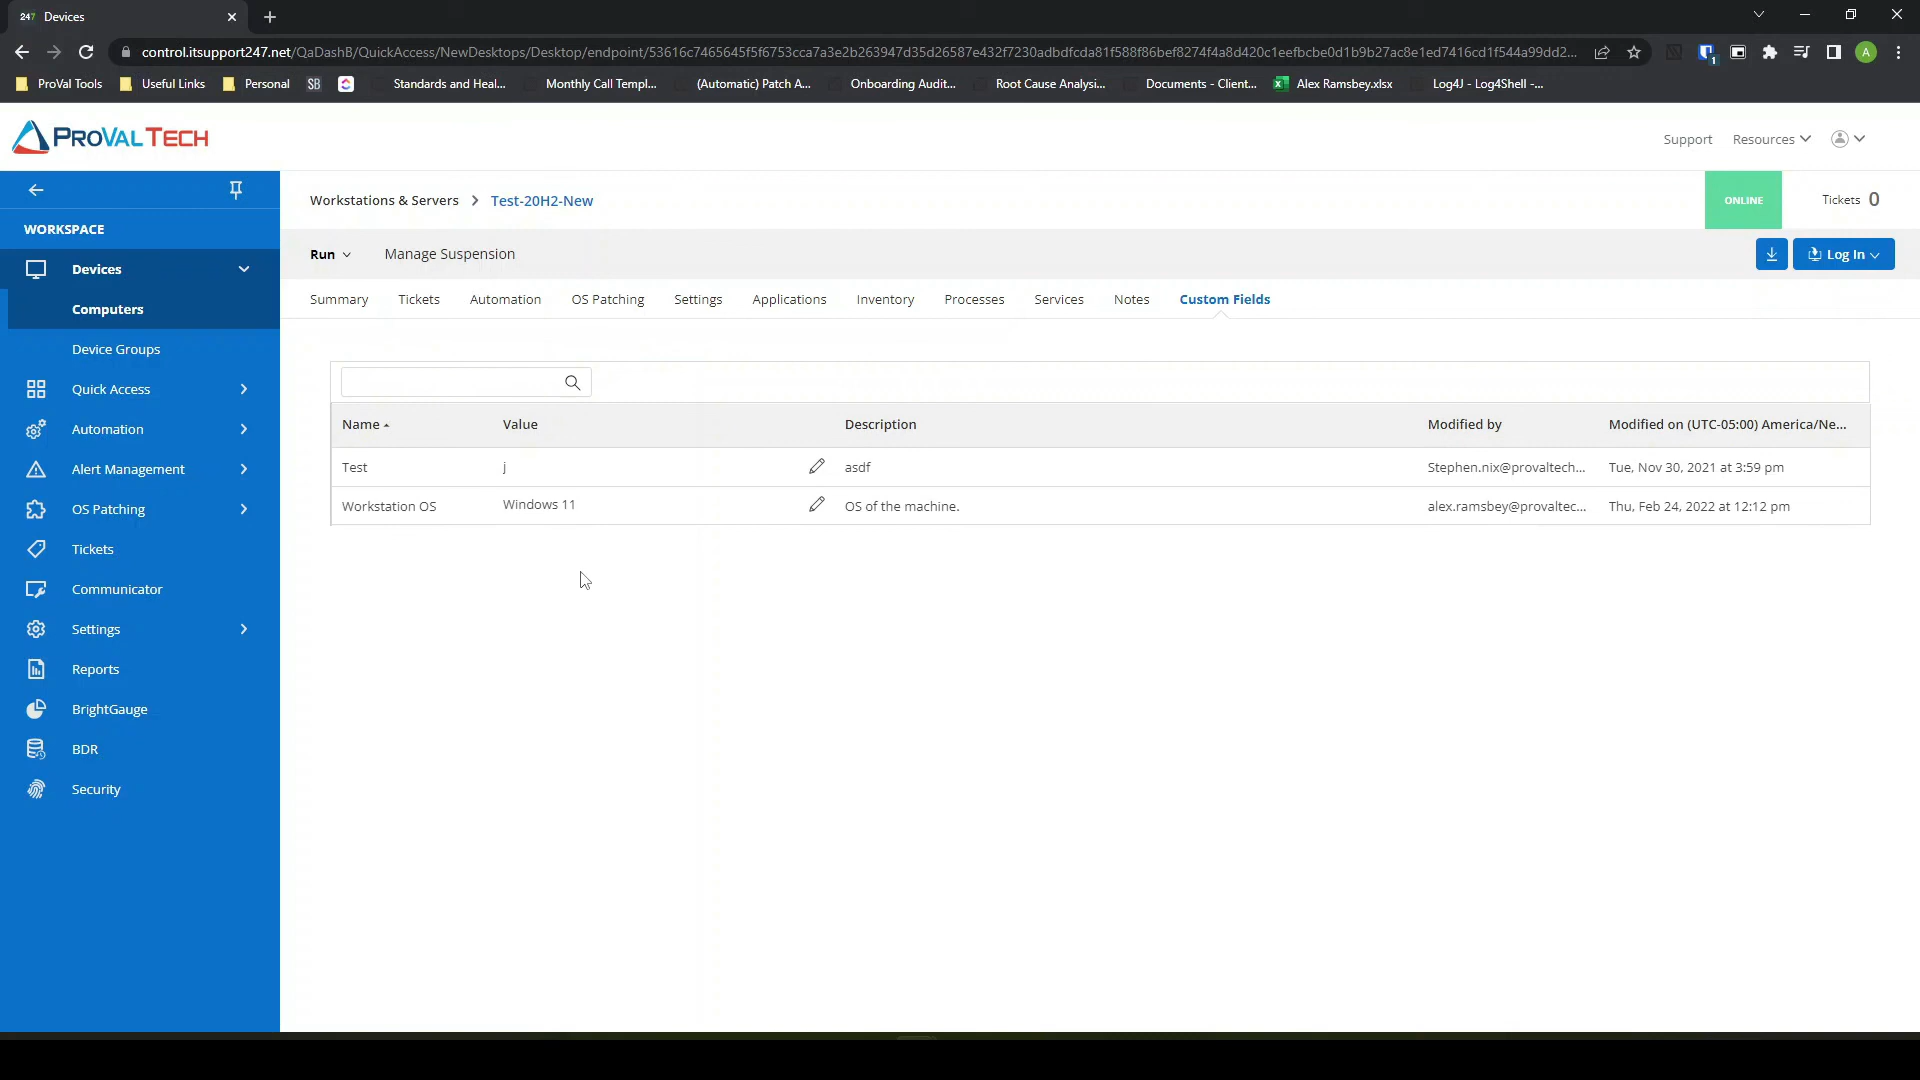 247 Devices
control.itsupport247.net/QaDashB/QuickAccess/NewDesktops/Desktop/endpoint/53616c7465645f5f6753cca7a3e2b263947d35d26587e432f7230adbdfcda81f588f86bef8274f4a8d420c1eefbcbe0d1b9b27ac8e1ed7416cd1f544a99dd2...
1
A
ProVal Tools
Useful Links
Personal
SB
Standards and Heal...
Monthly Call Templ...
(Automatic) Patch A...
Onboarding Audit...
Root Cause Analysi...
Documents - Client...
Alex Ramsbey.xlsx
Log4J - Log4Shell -...
PROVAL TECH
Support
Resources
WORKSPACE
Devices
Computers
Device Groups
Quick Access
Automation
Alert Management
OS Patching
Tickets
Communicator
Settings
Reports
BrightGauge
BDR
Security
Workstations & Servers > Test-20H2-New
ONLINE
Tickets 0
Run
Manage Suspension
Log In
Summary
Tickets
Automation
OS Patching
Settings
Applications
Inventory
Processes
Services
Notes
Custom Fields
Name Value Description Modified by Modified on (UTC-05:00) America/Ne...
Test j asdf Stephen.nix@provaltech... Tue, Nov 30, 2021 at 3:59 pm
Workstation OS Windows 11 OS of the machine. alex.ramsbey@provaltec... Thu, Feb 24, 2022 at 12:12 pm